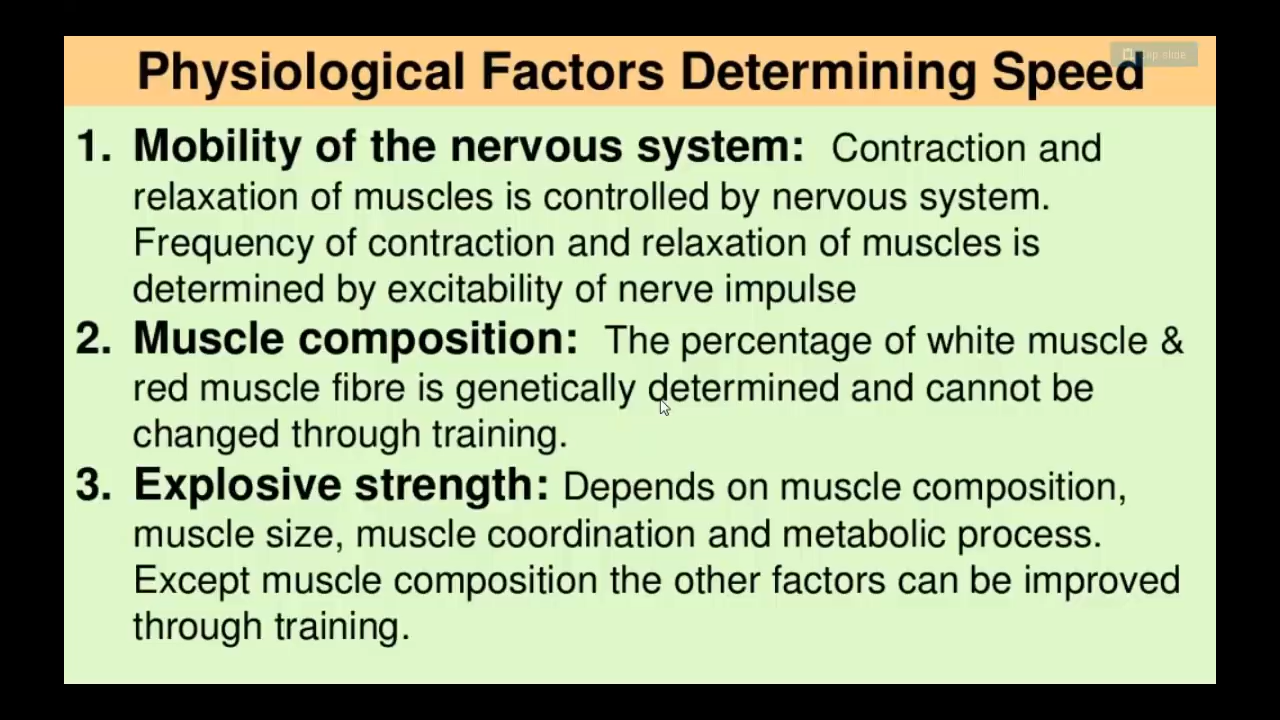 Physiological Factors Determining Speed
1. Mobility of the nervous system: Contraction and
relaxation of muscles is controlled by nervous system.
Frequency of contraction and relaxation of muscles is
determined by excitability of nerve impulse
2. Muscle composition: The percentage of white muscle &
red muscle fibre is genetically determined and cannot be
changed through training.
3. Explosive strength: Depends on muscle composition,
muscle size, muscle coordination and metabolic process.
Except muscle composition the other factors can be improved
through training.